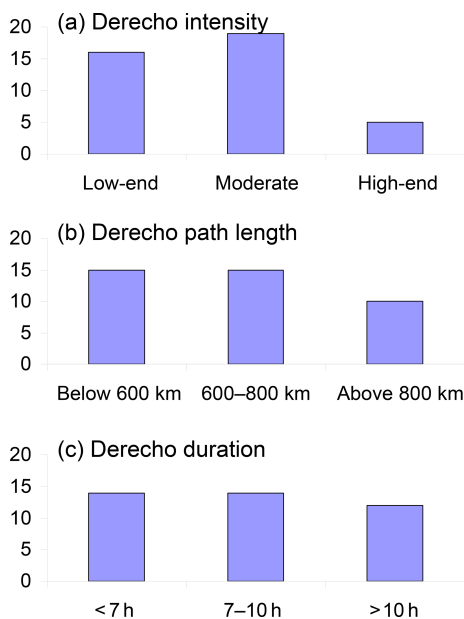 (a) Derecho intensity
20
15
10
5
0
Low-end Moderate High-end
(b) Derecho path length
20
15
10
5
0
Below 600 km 600–800 km Above 800 km
(c) Derecho duration
20
15
10
5
0
< 7 h 7–10 h >10 h